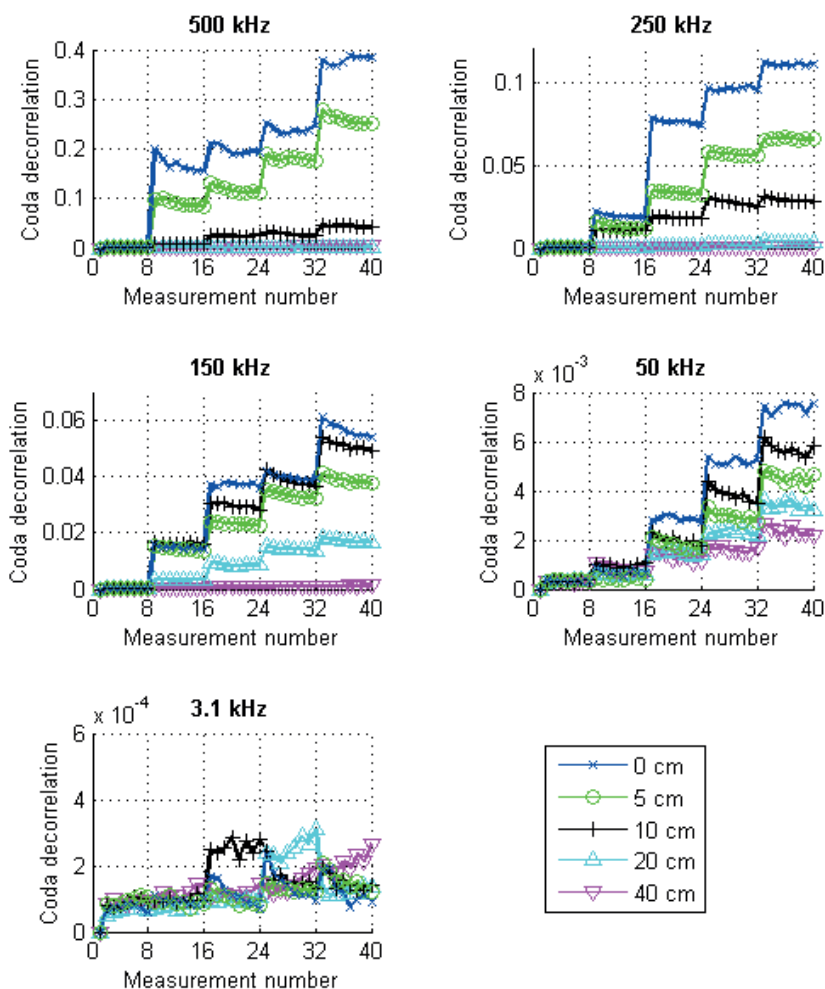 500 kHz
250 kHz
Coda decorrelation
0.4
0.3
0.2
0.1
0
0 8 16 24 32 40
Measurement number
Coda decorrelation
0.1
0.05
0
0 8 16 24 32 40
Measurement number
150 kHz
50 kHz
Coda decorrelation
0.06
0.04
0.02
0
0 8 16 24 32 40
Measurement number
x 10⁻³
Coda decorrelation
8
6
4
2
0
0 8 16 24 32 40
Measurement number
3.1 kHz
x 10⁻⁴
Coda decorrelation
6
4
2
0
0 8 16 24 32 40
Measurement number
0 cm
5 cm
10 cm
20 cm
40 cm